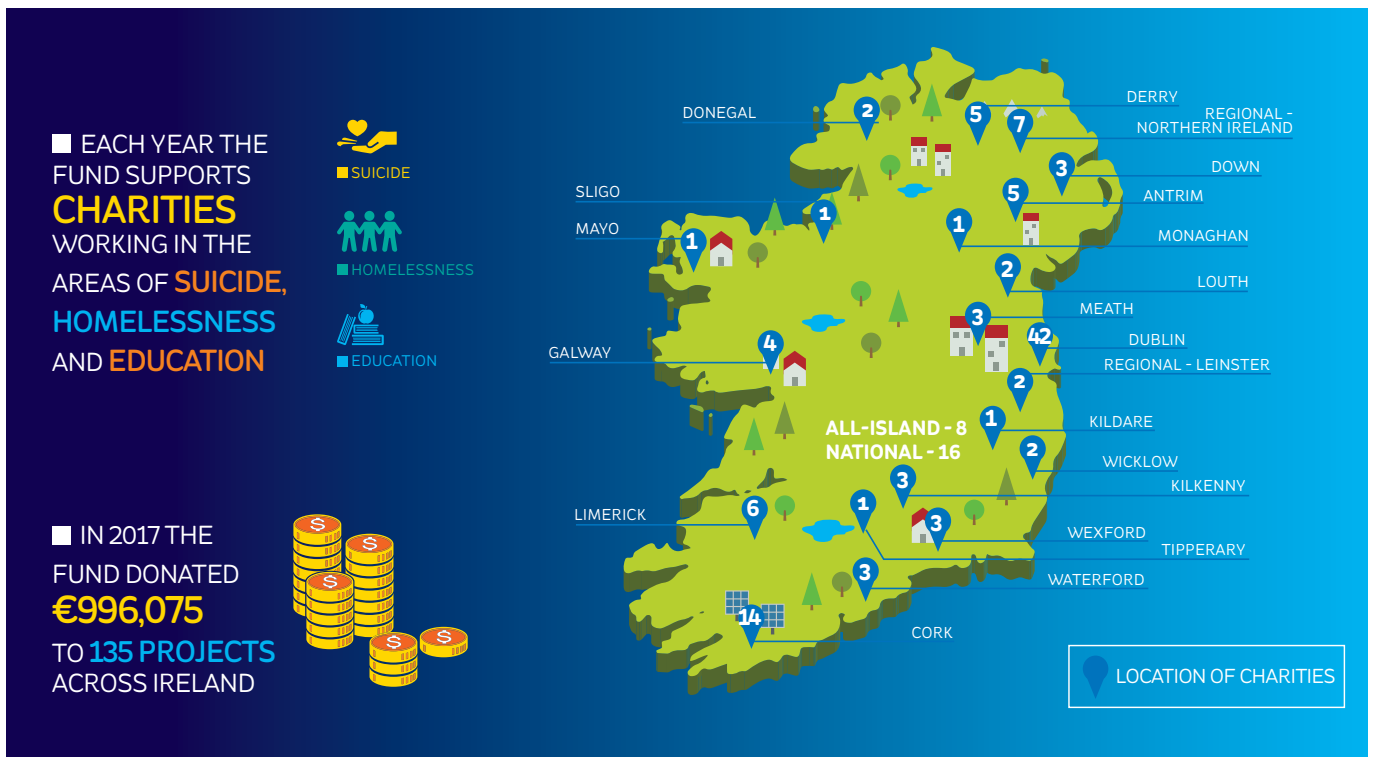 EACH YEAR THE
FUND SUPPORTS
CHARITIES
WORKING IN THE
AREAS OF SUICIDE,
HOMELESSNESS
AND EDUCATION
SUICIDE
HOMELESSNESS
EDUCATION
IN 2017 THE
FUND DONATED
€996,075
TO 135 PROJECTS
ACROSS IRELAND
$
$
$
$
$
DONEGAL
2
DERRY
5
REGIONAL -
NORTHERN IRELAND
7
DOWN
3
SLIGO
1
ANTRIM
5
MAYO
1
MONAGHAN
1
LOUTH
2
MEATH
3
DUBLIN
42
GALWAY
4
REGIONAL - LEINSTER
2
KILDARE
1
ALL-ISLAND - 8
NATIONAL - 16
WICKLOW
2
KILKENNY
3
LIMERICK
6
WEXFORD
3
TIPPERARY
1
WATERFORD
3
CORK
14
LOCATION OF CHARITIES